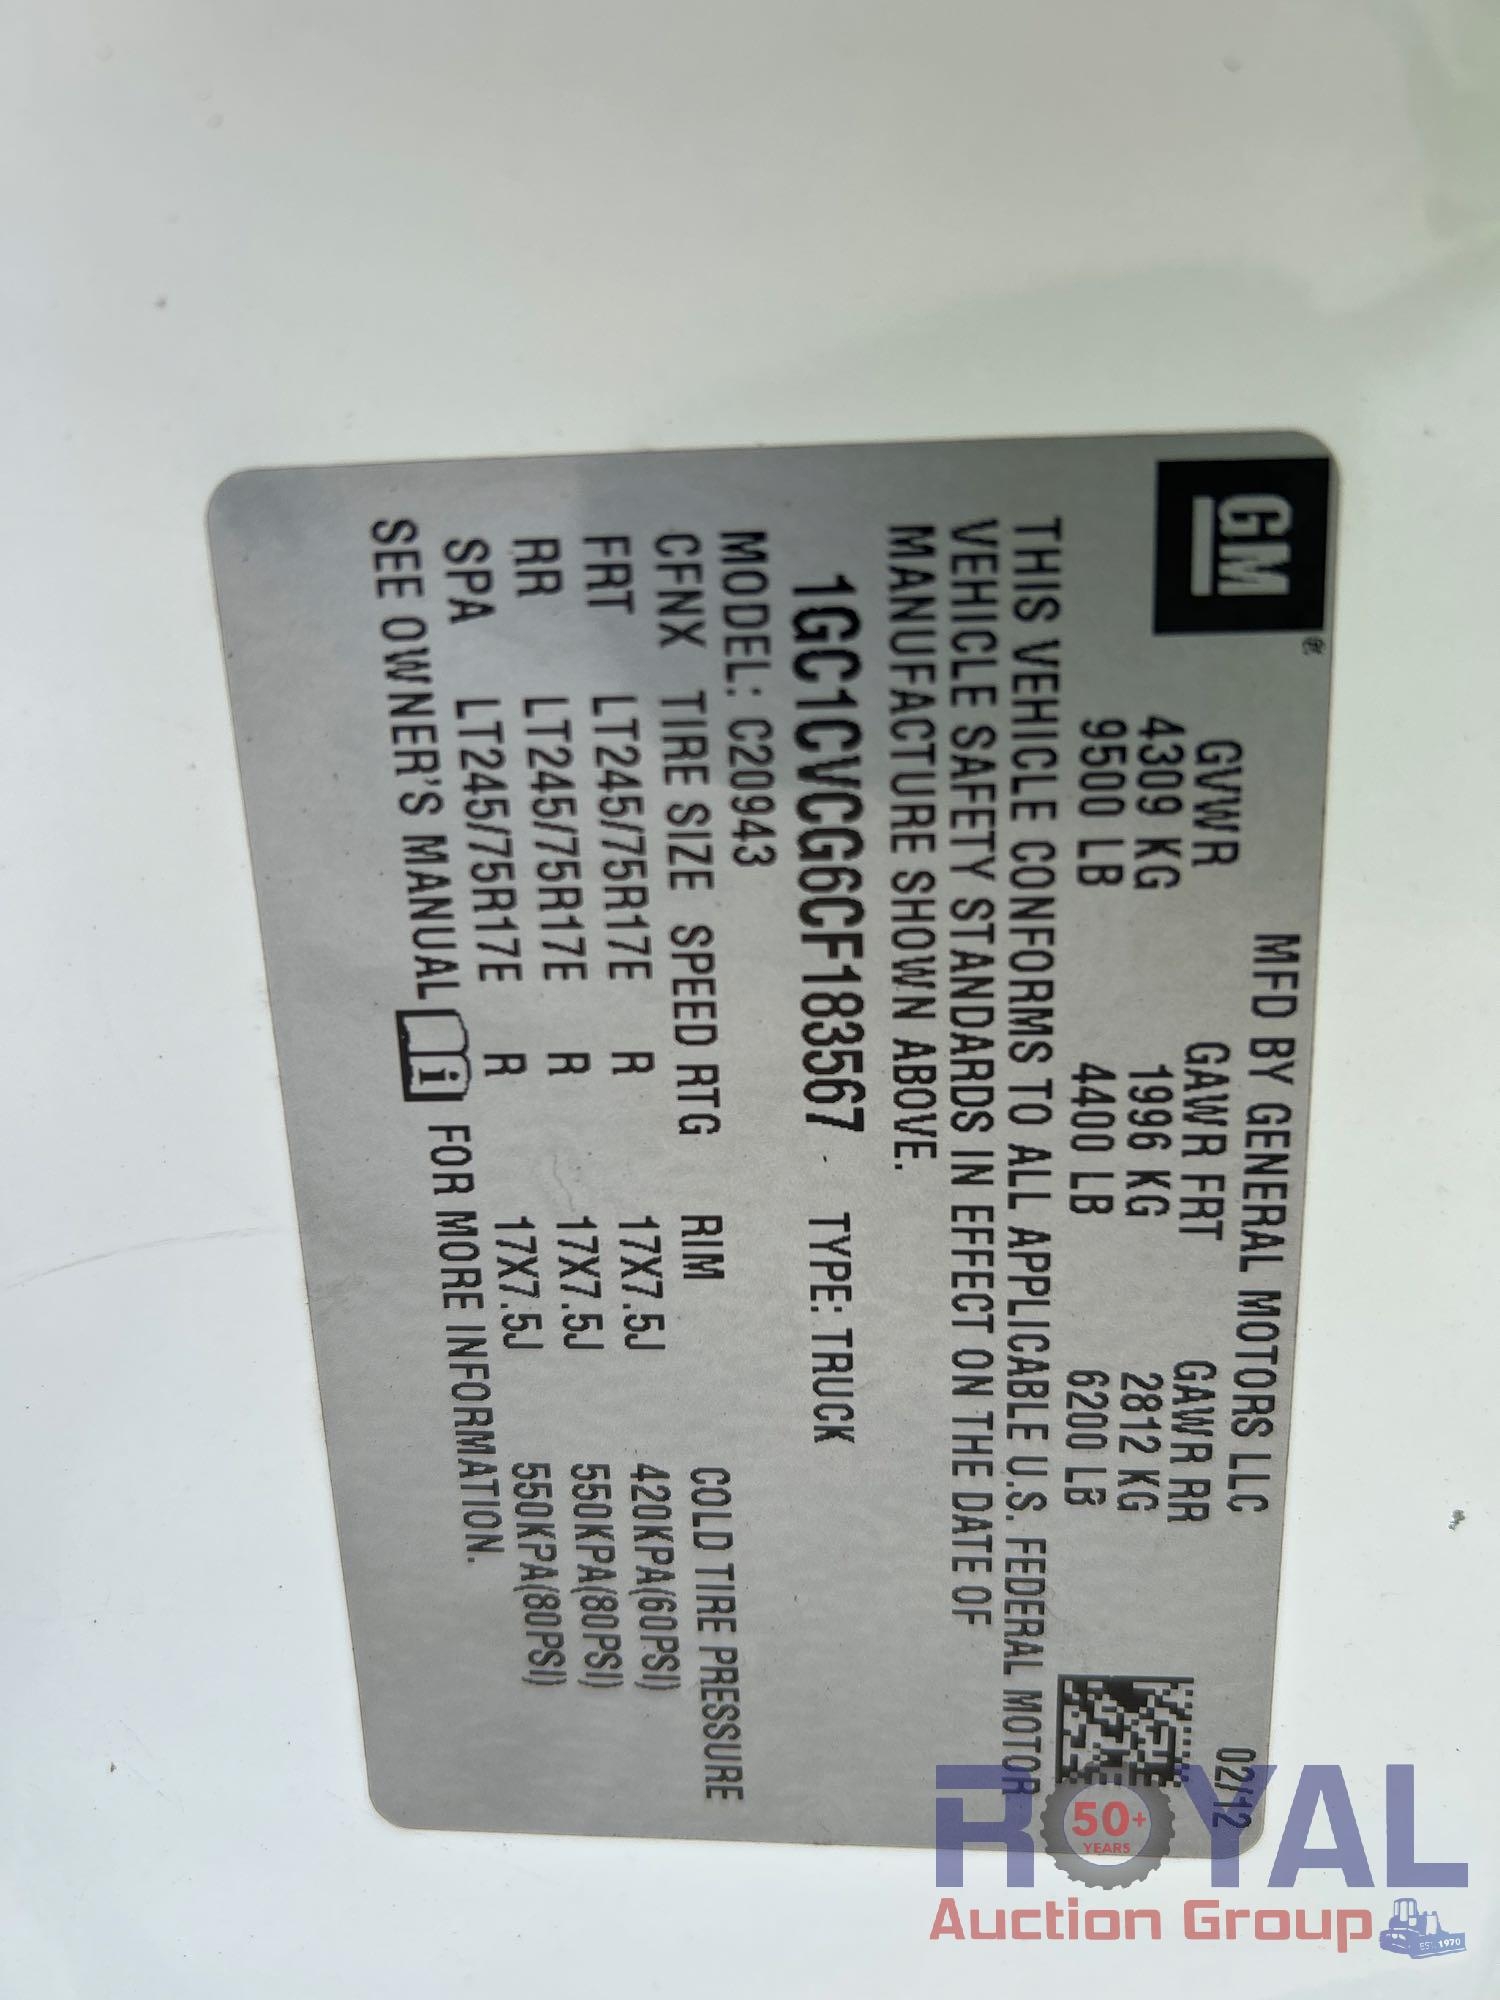 GM®
MFD BY GENERAL MOTORS LLC 02/12
GVWR GAWR FRT GAWR RR
4309 KG 1996 KG 2812 KG
9500 LB 4400 LB 6200 LB
THIS VEHICLE CONFORMS TO ALL APPLICABLE U.S. FEDERAL MOTOR
VEHICLE SAFETY STANDARDS IN EFFECT ON THE DATE OF
MANUFACTURE SHOWN ABOVE.
1GC1CVCG6CF183567 TYPE: TRUCK
MODEL: C20943
CFNX TIRE SIZE SPEED RTG RIM COLD TIRE PRESSURE
FRT LT245/75R17E R 17X7.5J 420KPA(60PSI)
RR LT245/75R17E R 17X7.5J 550KPA(80PSI)
SPA LT245/75R17E R 17X7.5J 550KPA(80PSI)
SEE OWNER'S MANUAL i FOR MORE INFORMATION.
ROYAL
50+
YEARS
Auction Group
EST. 1970